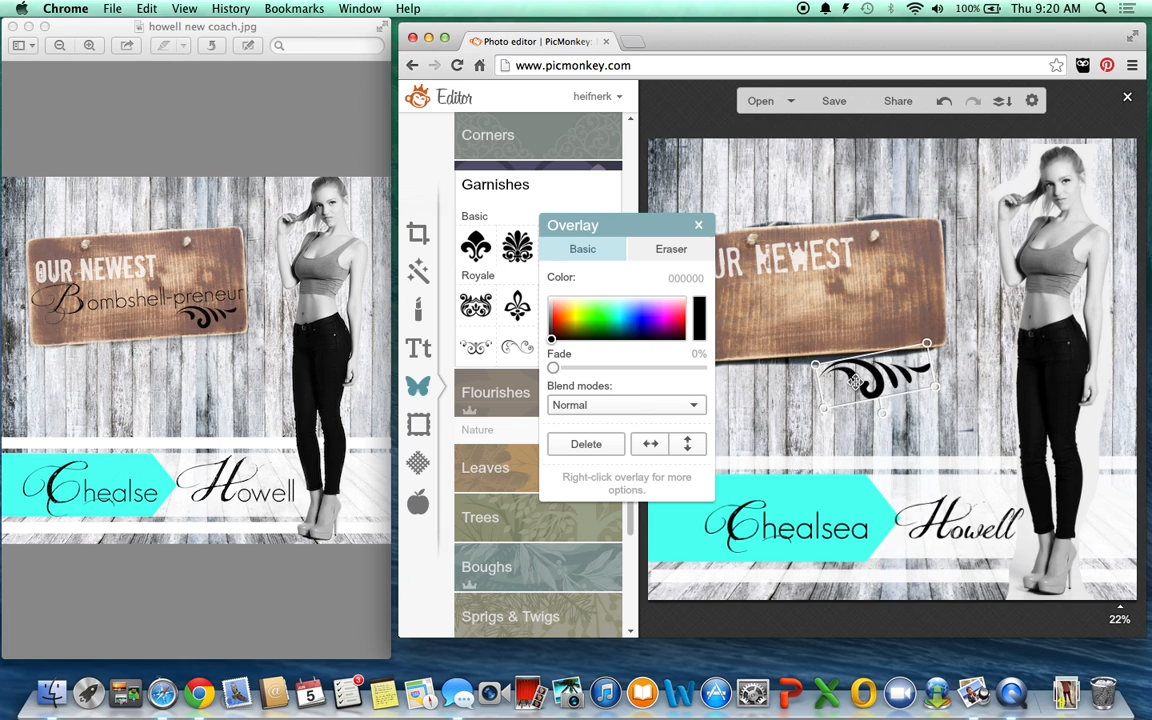 Chrome File Edit View History Bookmarks Window Help 100% Thu 9:20 AM
howell new coach.jpg
Photo editor | PicMonkey:
www.picmonkey.com
Editor
heifnerk
Open Save Share
Corners
Garnishes
Basic
Royale
Flourishes
Nature
Leaves
Trees
Boughs
Sprigs & Twigs
Tt
Overlay
Basic Eraser
Color: 000000
Fade 0%
Blend modes:
Normal
Delete
Right-click overlay for more
options.
OUR NEWEST
Bombshell-preneur
Chealse Howell
UR NEWEST
Chealsea Howell
22%
3
5